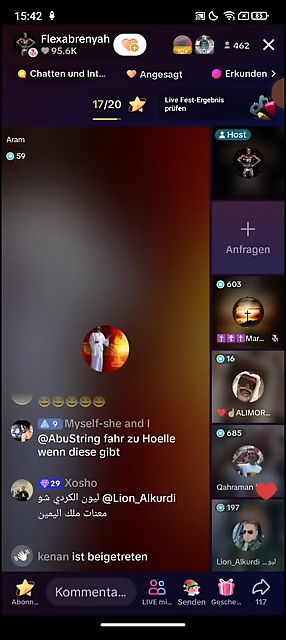 15:42
85
Flexabrenyah
95.6K
462
Chatten und Int...
Angesagt
Erkunden
17/20
Live Fest-Ergebnis
prüfen
Aram
59
Host
Anfragen
603
Mar...
16
ALIMOR...
685
Qahraman
197
Lion_Alkurdi ...ليو
9 Myself-she and I
@AbuString fahr zu Hoelle
wenn diese gibt
29 Xosho
@Lion_Alkurdi ليون الكردي شو
معنات ملك اليمين
kenan ist beigetreten
Abonn...
Kommenta...
LIVE mi...
Senden
Gesche...
117